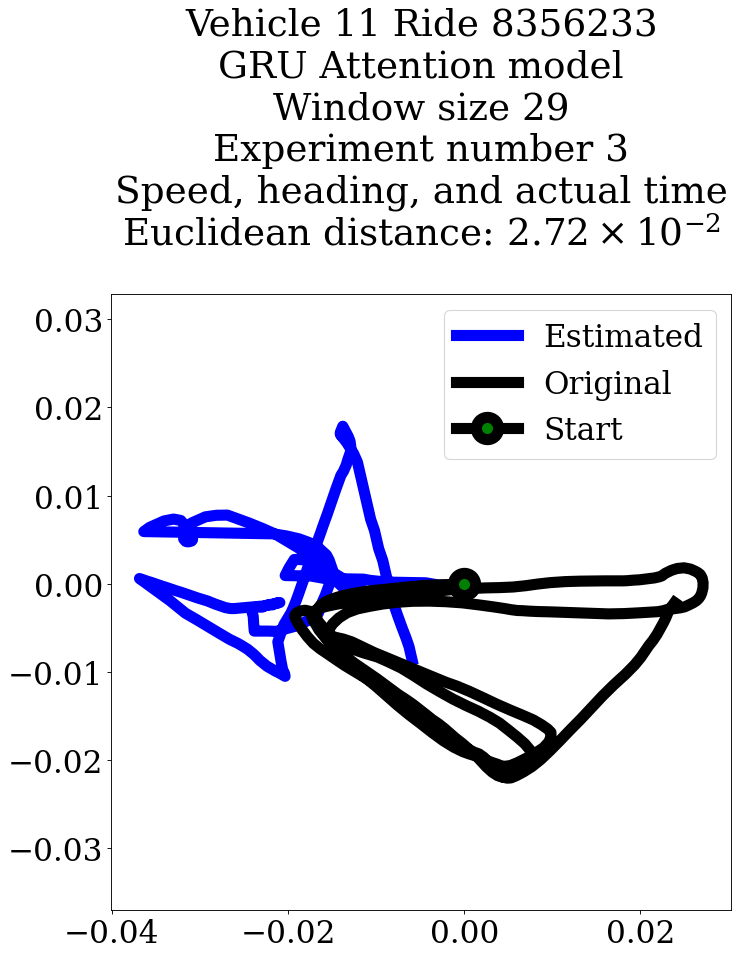 Vehicle 11 Ride 8356233
GRU Attention model
Window size 29
Experiment number 3
Speed, heading, and actual time
Euclidean distance: 2.72 × 10⁻²
Estimated
Original
Start
0.03
0.02
0.01
0.00
−0.01
−0.02
−0.03
−0.04 −0.02 0.00 0.02